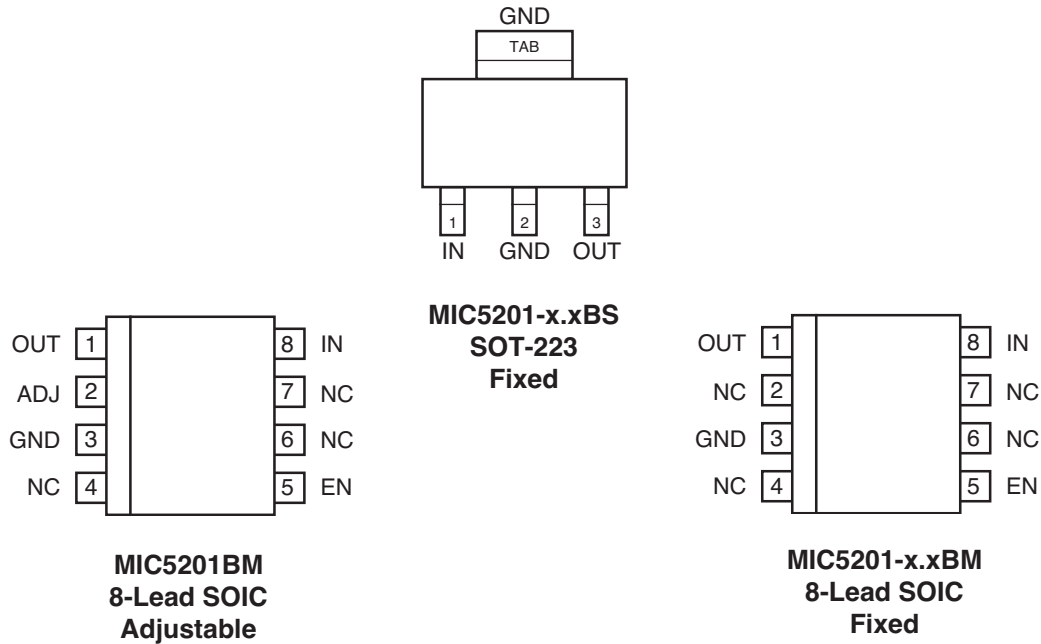 GND
TAB
1 2 3
IN GND OUT
MIC5201-x.xBS
SOT-223
Fixed
OUT 1 8 IN
ADJ 2 7 NC
GND 3 6 NC
NC 4 5 EN
MIC5201BM
8-Lead SOIC
Adjustable
OUT 1 8 IN
NC 2 7 NC
GND 3 6 NC
NC 4 5 EN
MIC5201-x.xBM
8-Lead SOIC
Fixed